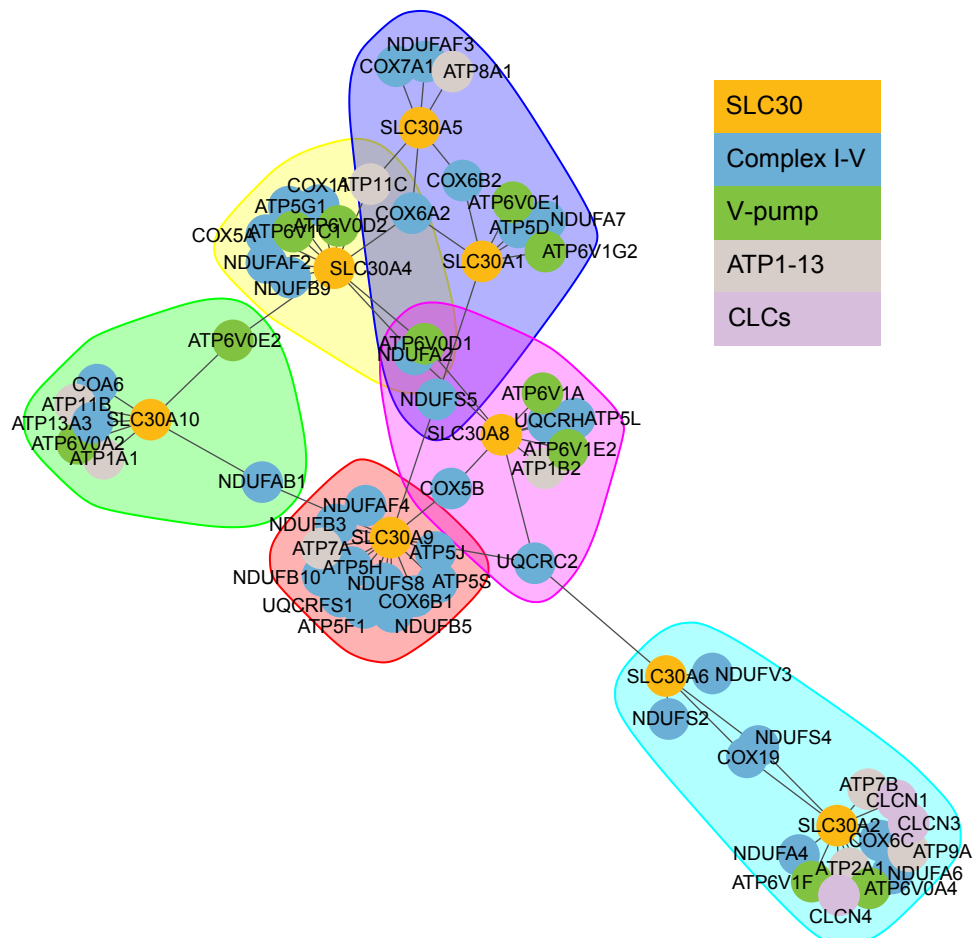 NDUFAF3
COX7A1
ATP8A1
SLC30A5
COX11
ATP11C
COX6B2
ATP5G1
ATP6V0E1
COX6A2
NDUFA7
ATP6V0D2
ATP6V1C1
ATP5D
COX5A
ATP6V1G2
NDUFAF2
SLC30A4
SLC30A1
NDUFB9
ATP6V0E2
ATP6V0D1
NDUFA2
COA6
NDUFS5
ATP6V1A
ATP11B
ATP13A3
SLC30A10
UQCRH
ATP5L
SLC30A8
ATP6V0A2
ATP6V1E2
ATP1A1
ATP1B2
NDUFAB1
COX5B
NDUFAF4
NDUFB3
SLC30A9
ATP7A
ATP5J
ATP5H
UQCRC2
NDUFB10
NDUFS8
ATP5S
UQCRFS1
COX6B1
ATP5F1
NDUFB5
SLC30A6
NDUFV3
NDUFS2
NDUFS4
COX19
ATP7B
CLCN1
SLC30A2
CLCN3
COX6C
NDUFA4
ATP9A
ATP2A1
NDUFA6
ATP6V1F
ATP6V0A4
CLCN4
SLC30
Complex I-V
V-pump
ATP1-13
CLCs